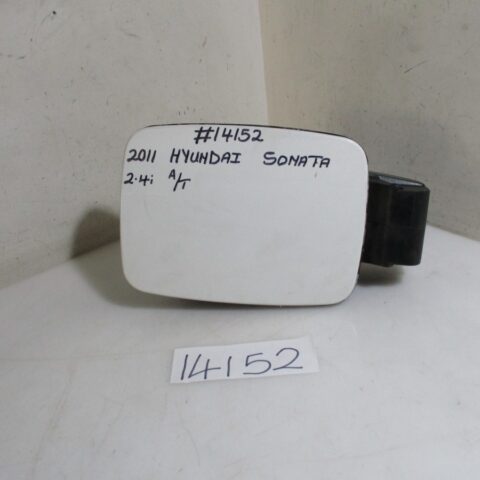 #14152
2011 HYUNDAI SONATA
2.4i A/T
14152